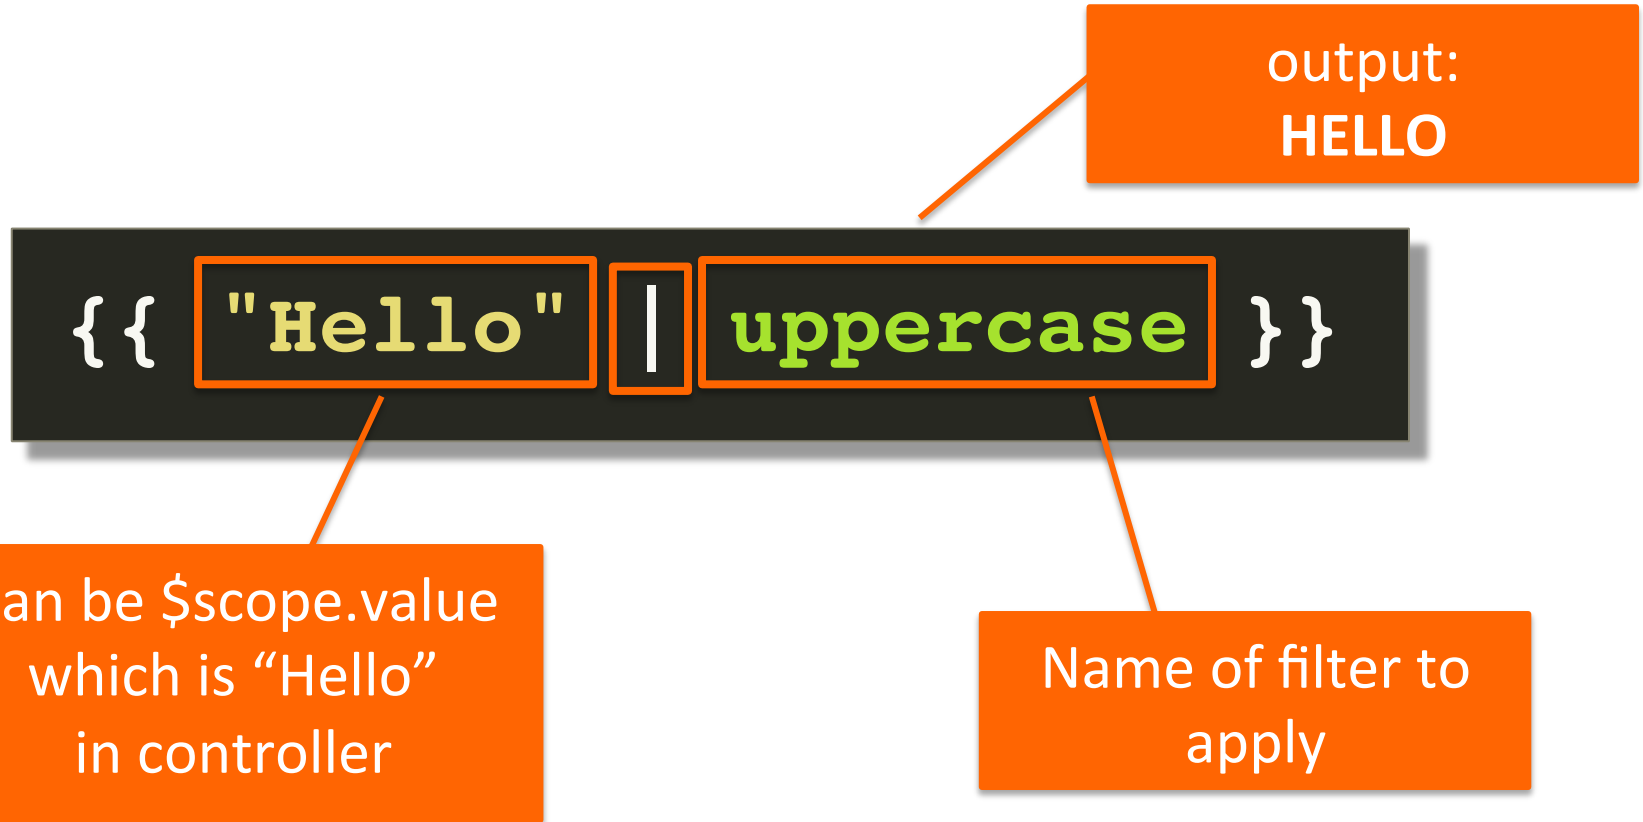 output:
HELLO
{{ "Hello" | uppercase }}
an be $scope.value
which is “Hello”
in controller
Name of filter to
apply